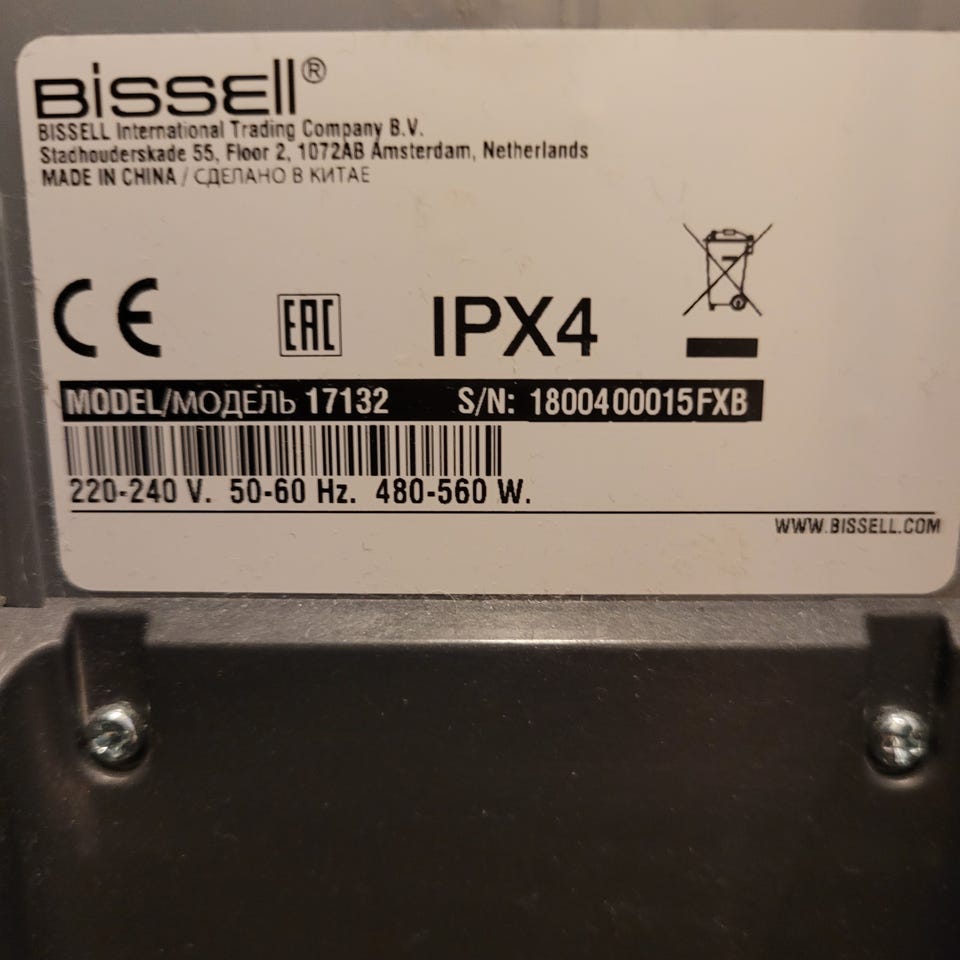 BiSSEll®
BISSELL International Trading Company B.V.
Stadhouderskade 55, Floor 2, 1072AB Amsterdam, Netherlands
MADE IN CHINA / СДЕЛАНО В КИТАЕ
CE EAC IPX4
MODEL/МОДЕЛЬ 17132 S/N: 1800400015FXB
220-240 V. 50-60 Hz. 480-560 W.
WWW.BISSELL.COM